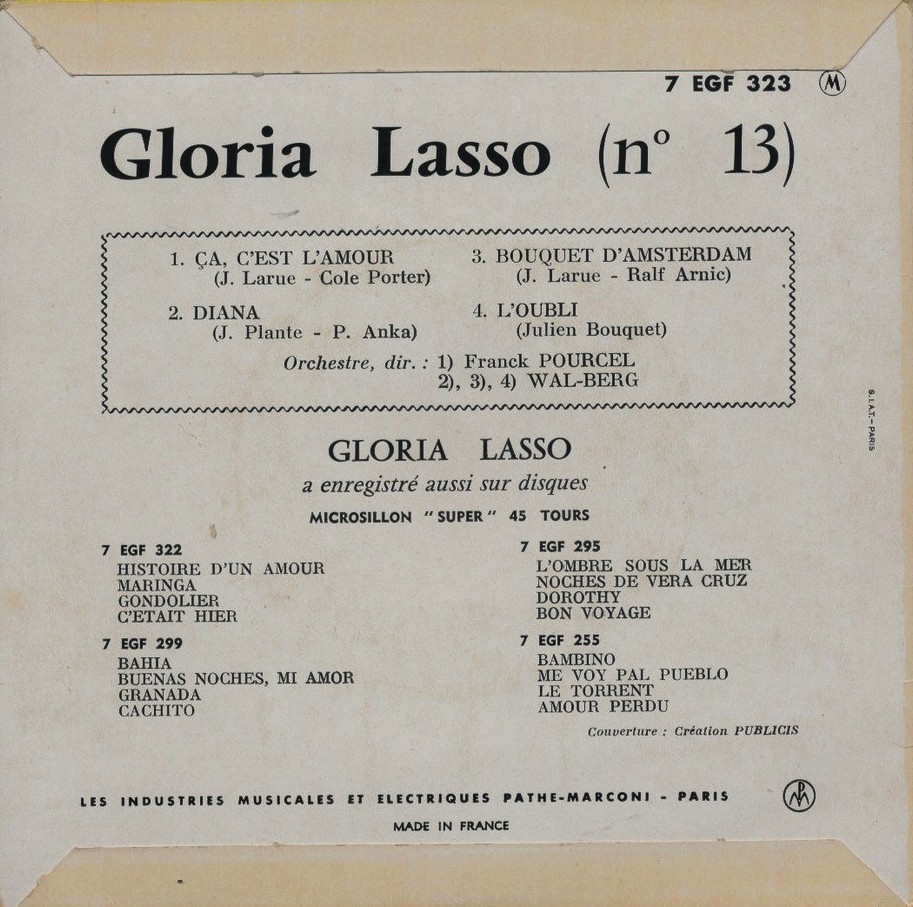 7 EGF 323 M
Gloria Lasso (nº 13)
1. ÇA, C'EST L'AMOUR
(J. Larue - Cole Porter)
2. DIANA
(J. Plante - P. Anka)
3. BOUQUET D'AMSTERDAM
(J. Larue - Ralf Arnic)
4. L'OUBLI
(Julien Bouquet)
Orchestre, dir. : 1) Franck POURCEL
2), 3), 4) WAL-BERG
S.I.A.T. - PARIS
GLORIA LASSO
a enregistré aussi sur disques
MICROSILLON "SUPER" 45 TOURS
7 EGF 322
HISTOIRE D'UN AMOUR
MARINGA
GONDOLIER
C'ETAIT HIER
7 EGF 299
BAHIA
BUENAS NOCHES, MI AMOR
GRANADA
CACHITO
7 EGF 295
L'OMBRE SOUS LA MER
NOCHES DE VERA CRUZ
DOROTHY
BON VOYAGE
7 EGF 255
BAMBINO
ME VOY PAL PUEBLO
LE TORRENT
AMOUR PERDU
Couverture : Création PUBLICIS
LES INDUSTRIES MUSICALES ET ELECTRIQUES PATHE-MARCONI - PARIS
MADE IN FRANCE